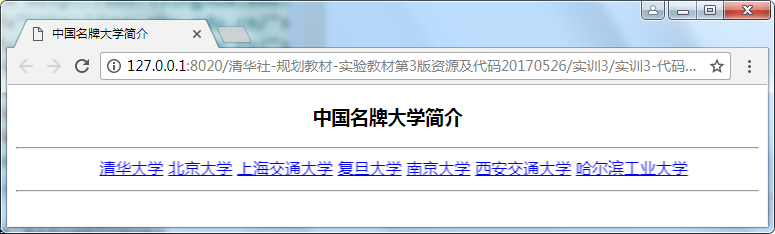 中国名牌大学简介
127.0.0.1:8020/清华社-规划教材-实验教材第3版资源及代码20170526/实训3/实训3-代码...
中国名牌大学简介
清华大学 北京大学 上海交通大学 复旦大学 南京大学 西安交通大学 哈尔滨工业大学